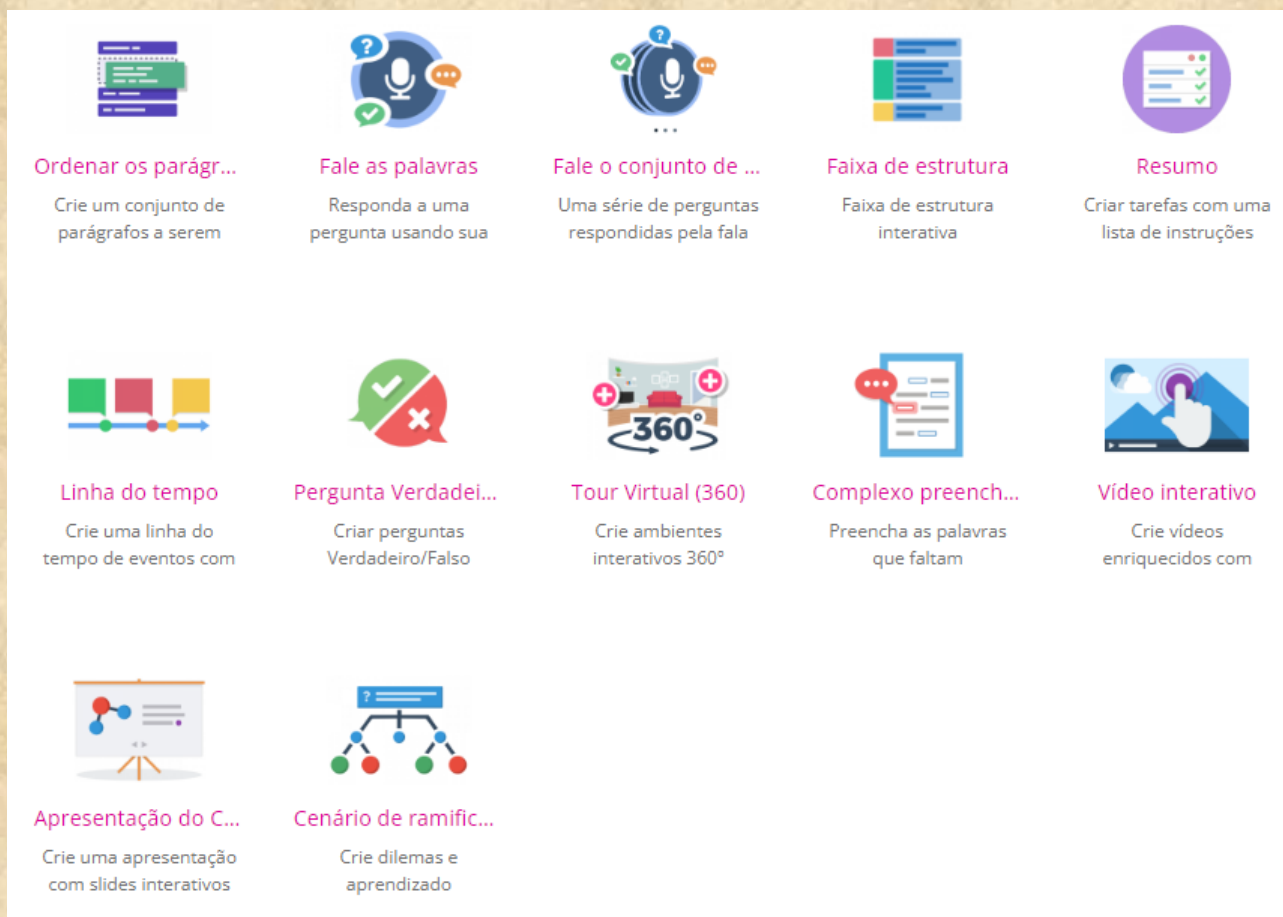 Ordenar os parágr...
Crie um conjunto de
parágrafos a serem
Fale as palavras
Responda a uma
pergunta usando sua
Fale o conjunto de ...
Uma série de perguntas
respondidas pela fala
Faixa de estrutura
Faixa de estrutura
interativa
Resumo
Criar tarefas com uma
lista de instruções
Linha do tempo
Crie uma linha do
tempo de eventos com
Pergunta Verdadei...
Criar perguntas
Verdadeiro/Falso
360°
Tour Virtual (360)
Crie ambientes
interativos 360°
Complexo preench...
Preencha as palavras
que faltam
Vídeo interativo
Crie vídeos
enriquecidos com
Apresentação do C...
Crie uma apresentação
com slides interativos
Cenário de ramific...
Crie dilemas e
aprendizado